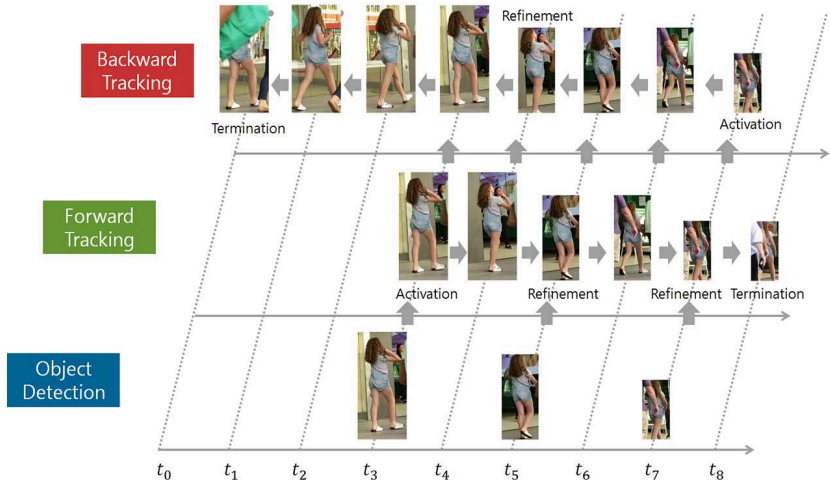 Refinement
Backward
Tracking
Termination
Activation
Forward
Tracking
Activation
Refinement
Refinement
Termination
Object
Detection
t₀ t₁ t₂ t₃ t₄ t₅ t₆ t₇ t₈